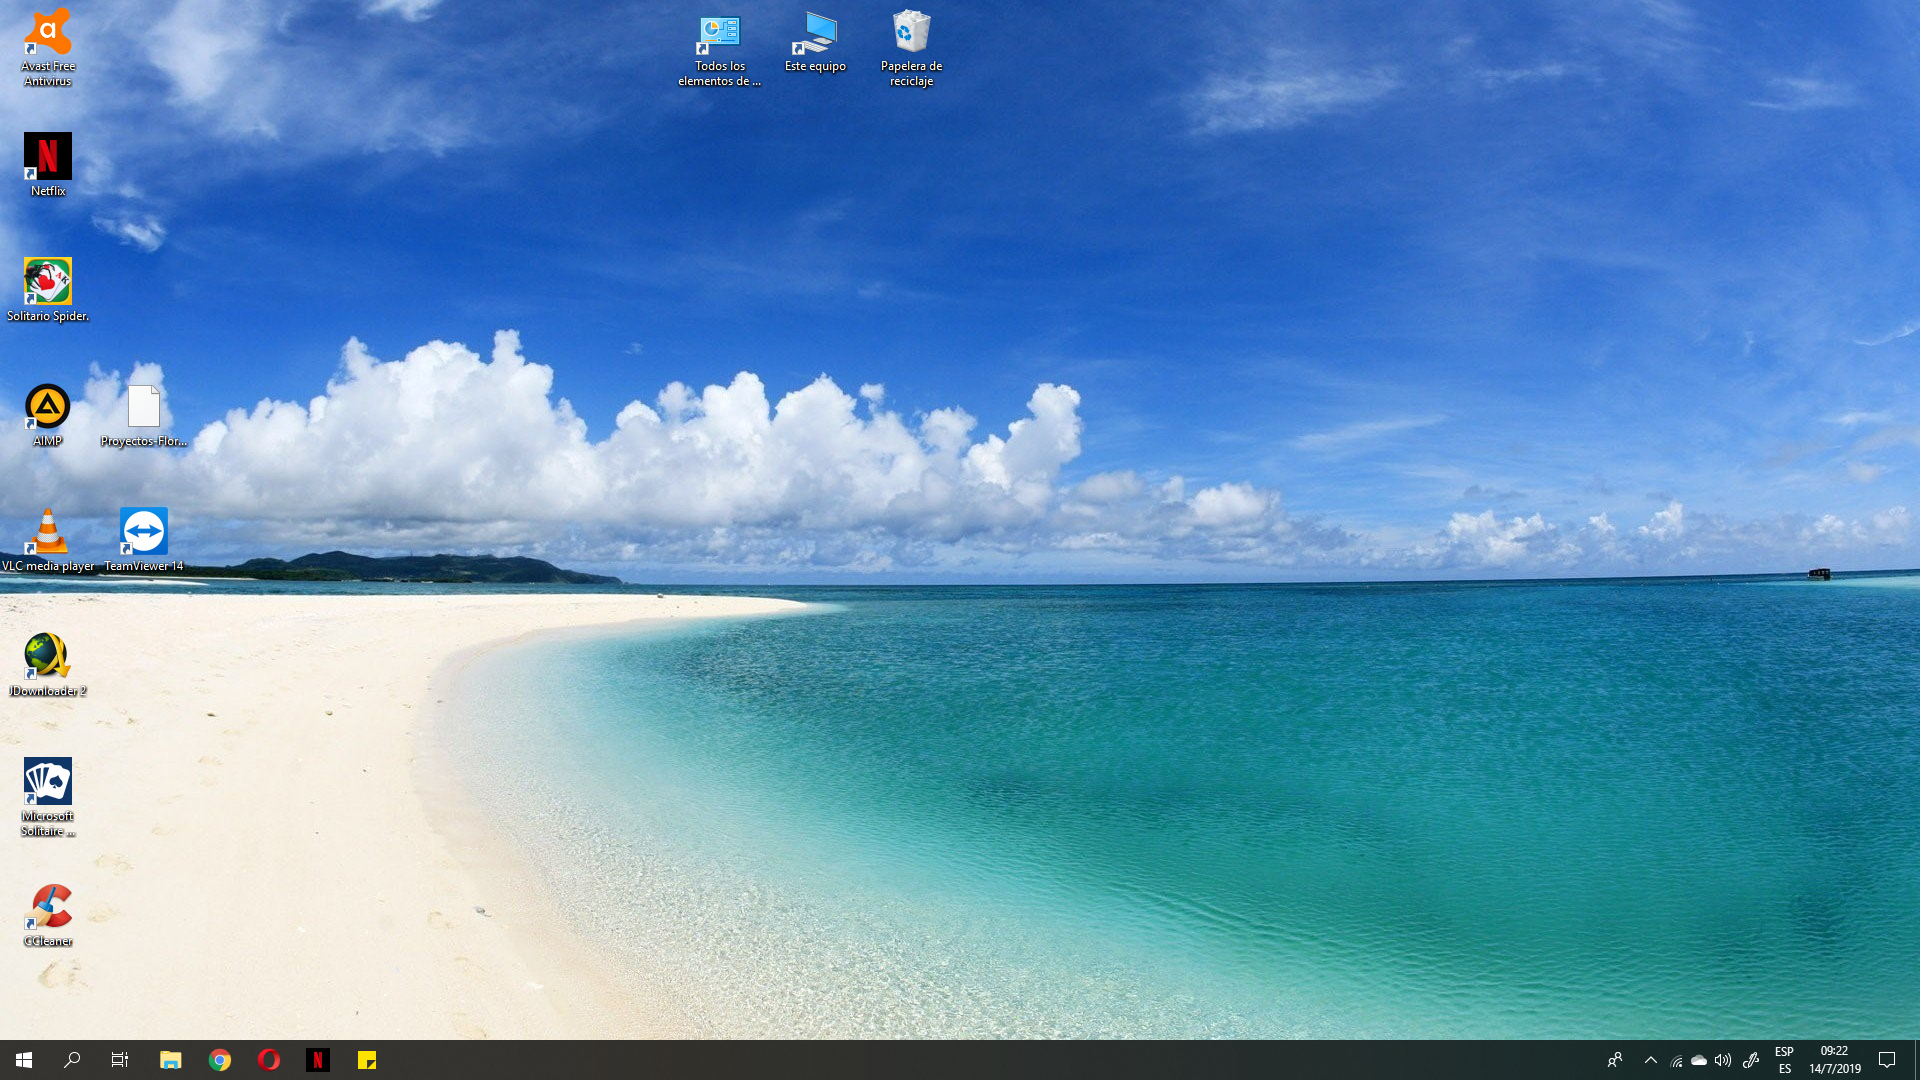 Avast Free
Antivirus
Todos los
elementos de ...
Este equipo
Papelera de
reciclaje
Netflix
Solitario Spider.
AIMP
Proyectos-Flor...
VLC media player
TeamViewer 14
JDownloader 2
Microsoft
Solitaire ...
CCleaner
ESP
ES
09:22
14/7/2019